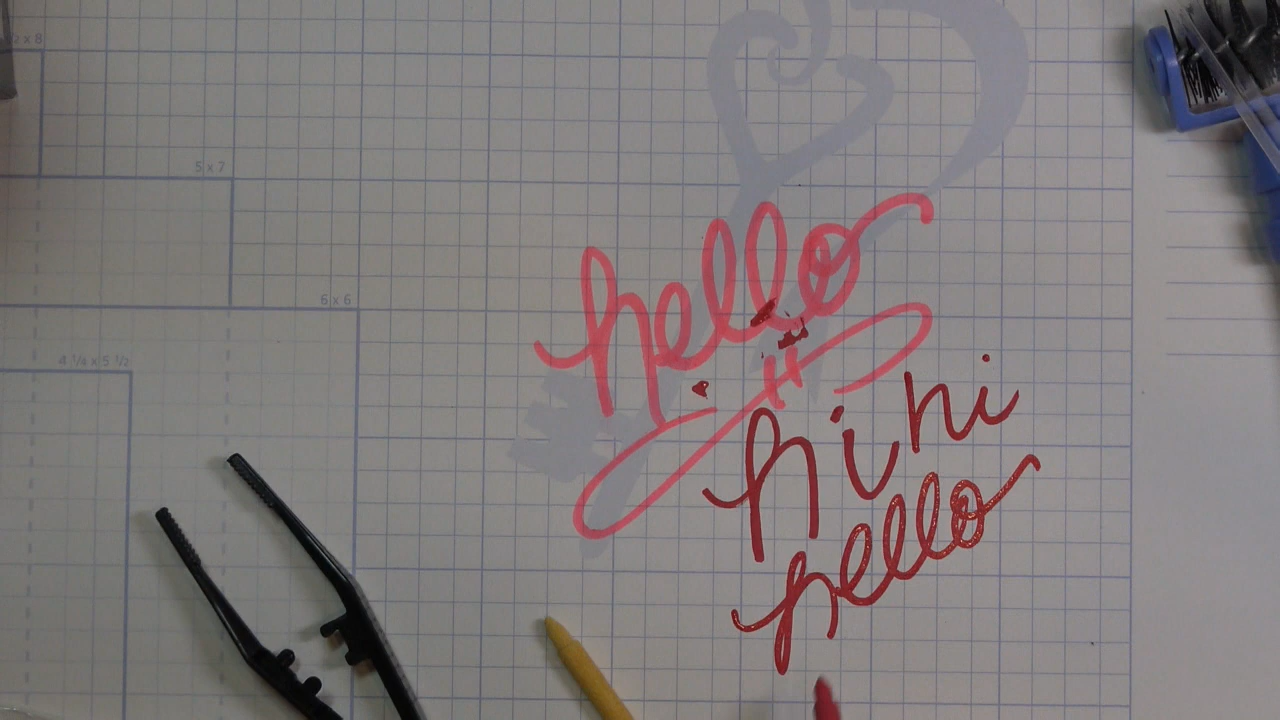 2 x 8
5 x 7
6 x 6
4 1/4 x 5 1/2
hello
hi
hi
hello